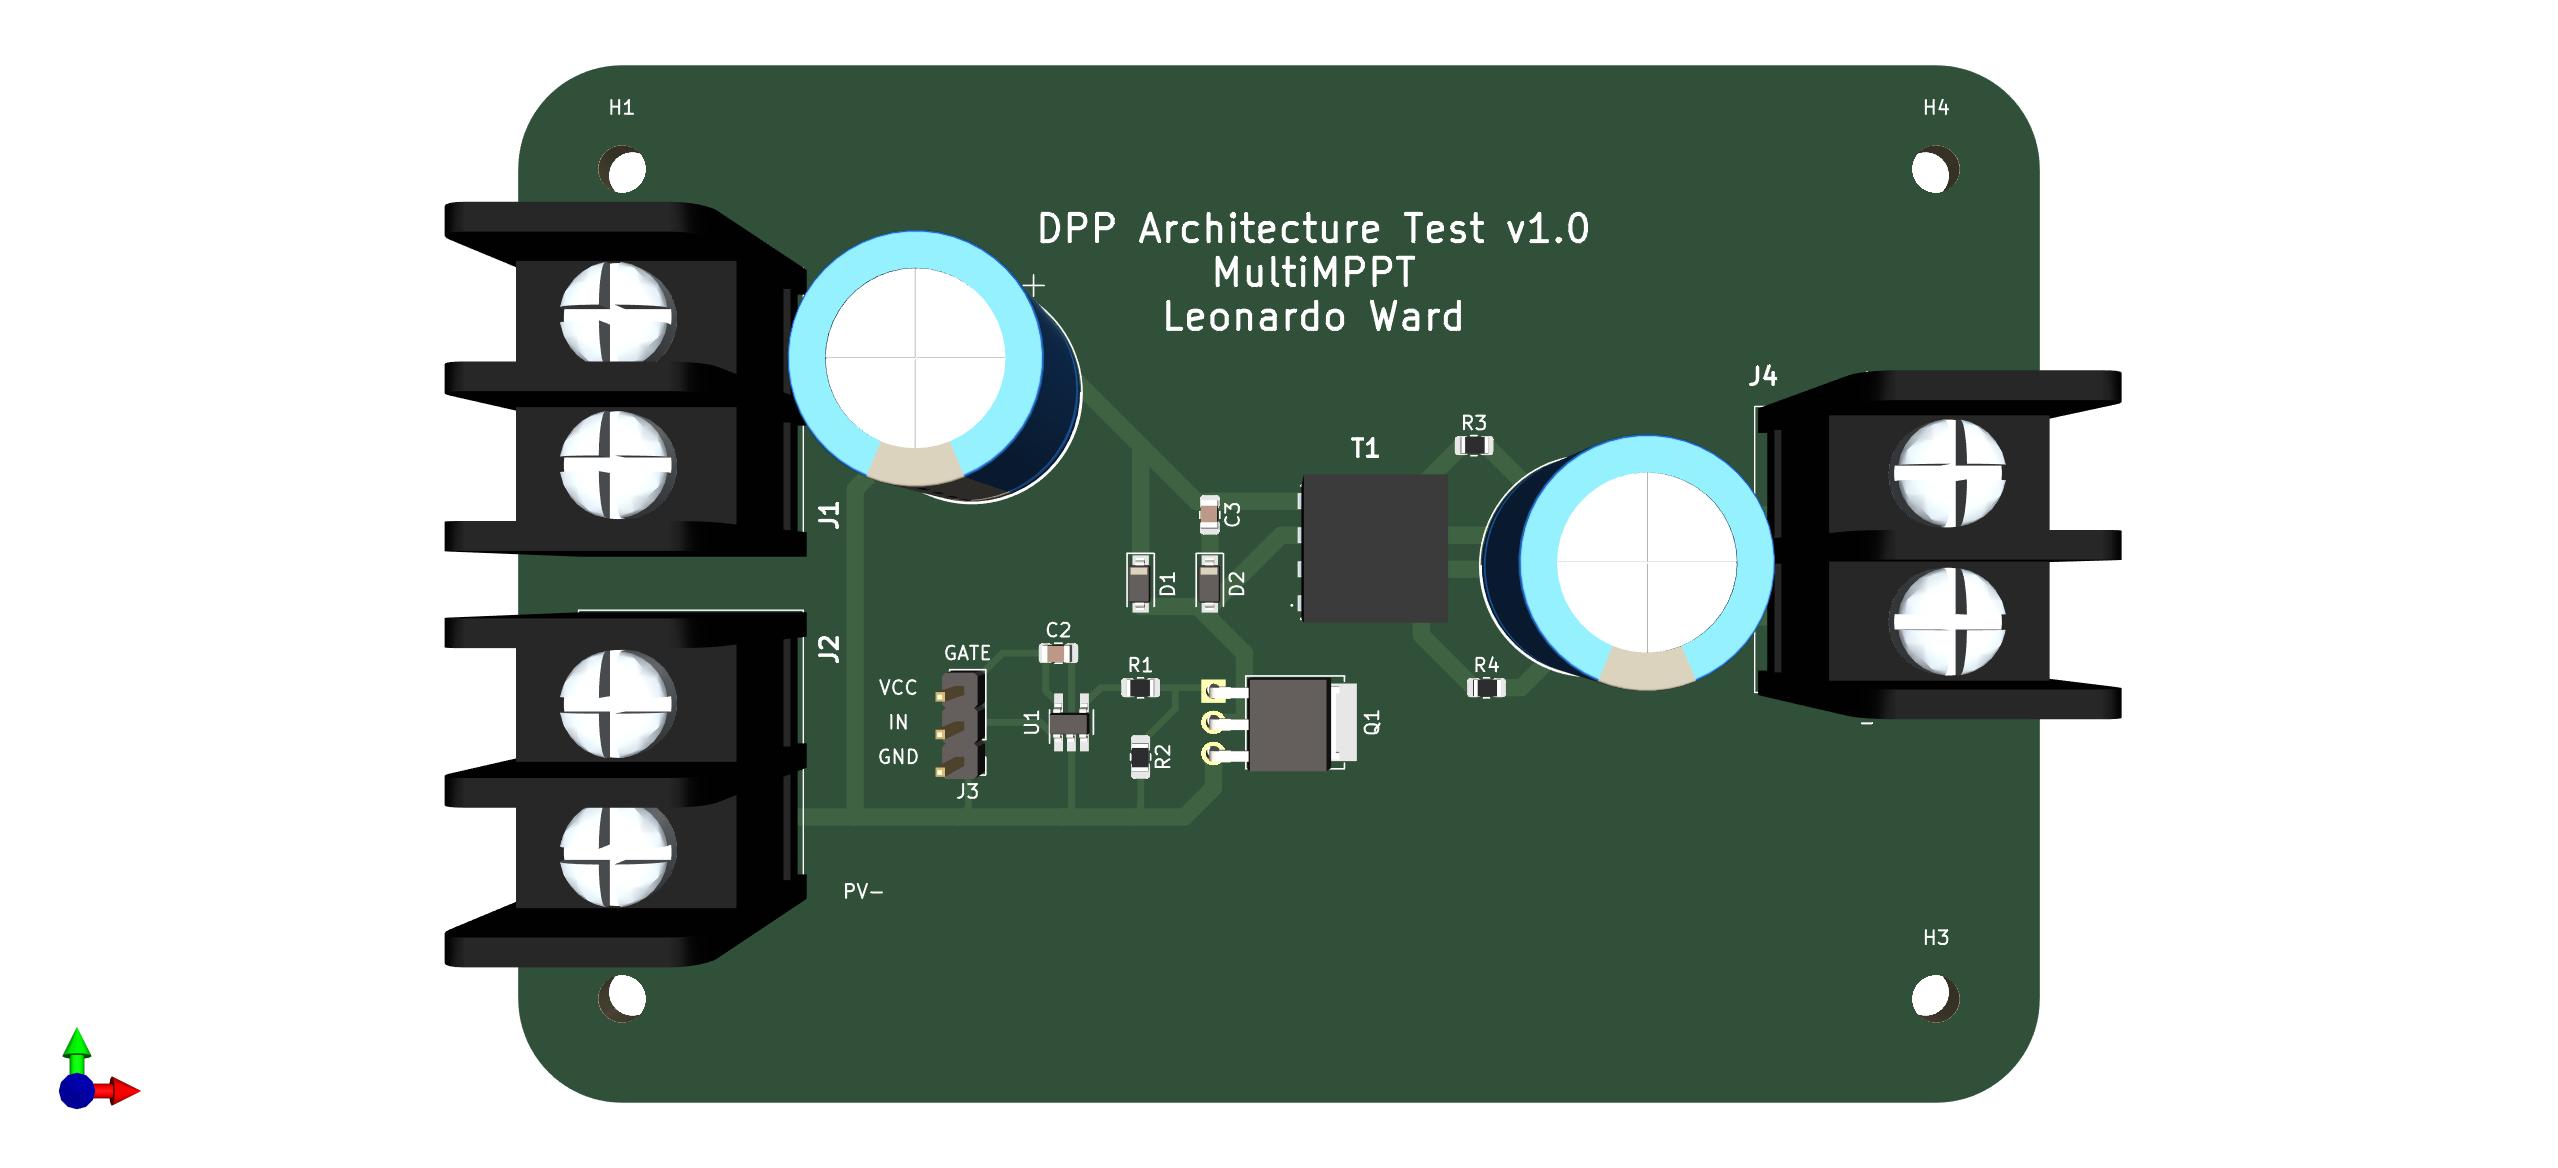 H1
H4
DPP Architecture Test v1.0
MultiMPPT
Leonardo Ward
+
J4
R3
T1
J1
C3
D1
D2
C2
J2
GATE
R1
R4
VCC
IN
U1
Q1
GND
R2
J3
PV-
H3